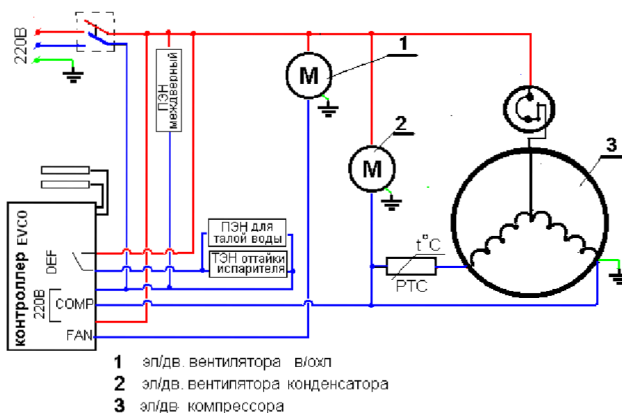 220В
ПЭН
междверный
М
1
М
2
3
контроллер EVCO
DEF
220В
COMP
FAN
ПЭН для
талой воды
ТЭН оттайки
испарителя
t°C
РТС
1 эл/дв. вентилятора в/охл
2 эл/дв. вентилятора конденсатора
3 эл/дв компрессора